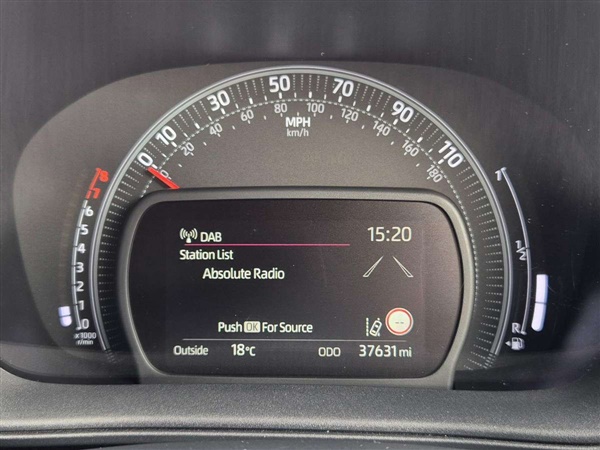 0 10 30 50 70 90 110
20 40 60 80 100 120 140 160 180
MPH
km/h
8
7
6
5
4
3
2
1
0
x1000
r/min
1
1/2
R
DAB 15:20
Station List
Absolute Radio
Push OK For Source
Outside 18°C ODO 37631 mi